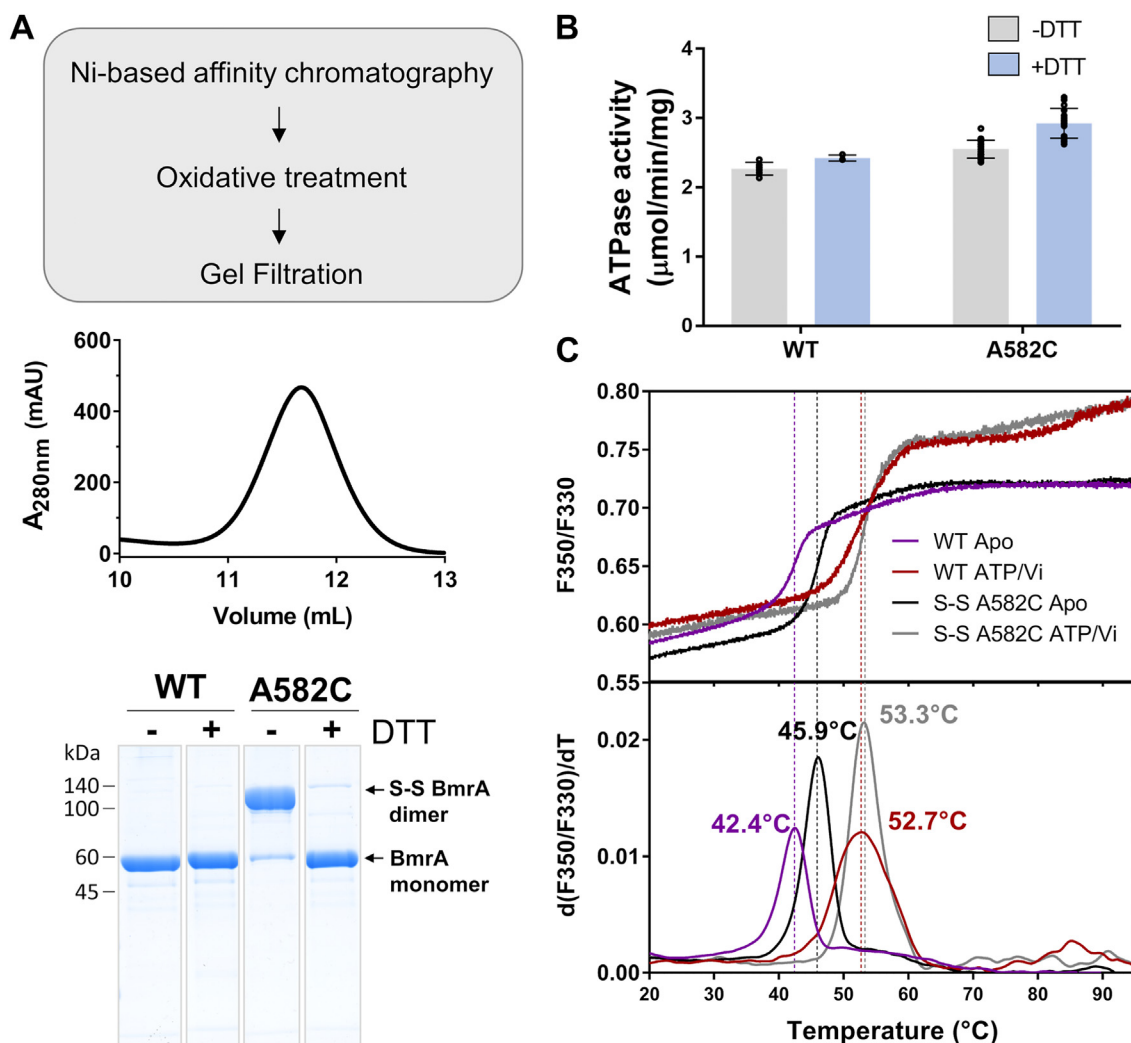 A
Ni-based affinity chromatography
Oxidative treatment
Gel Filtration
A280nm (mAU)
600
400
200
0
10
11
12
13
Volume (mL)
WT
A582C
-
+
-
+
DTT
kDa
140
100
60
45
S-S BmrA
dimer
BmrA
monomer
B
-DTT
+DTT
ATPase activity
(μmol/min/mg)
4
3
2
1
0
WT
A582C
C
F350/F330
0.80
0.75
0.70
0.65
0.60
0.55
WT Apo
WT ATP/Vi
S-S A582C Apo
S-S A582C ATP/Vi
d(F350/F330)/dT
0.02
0.01
0.00
53.3°C
45.9°C
42.4°C
52.7°C
20
30
40
50
60
70
80
90
Temperature (°C)